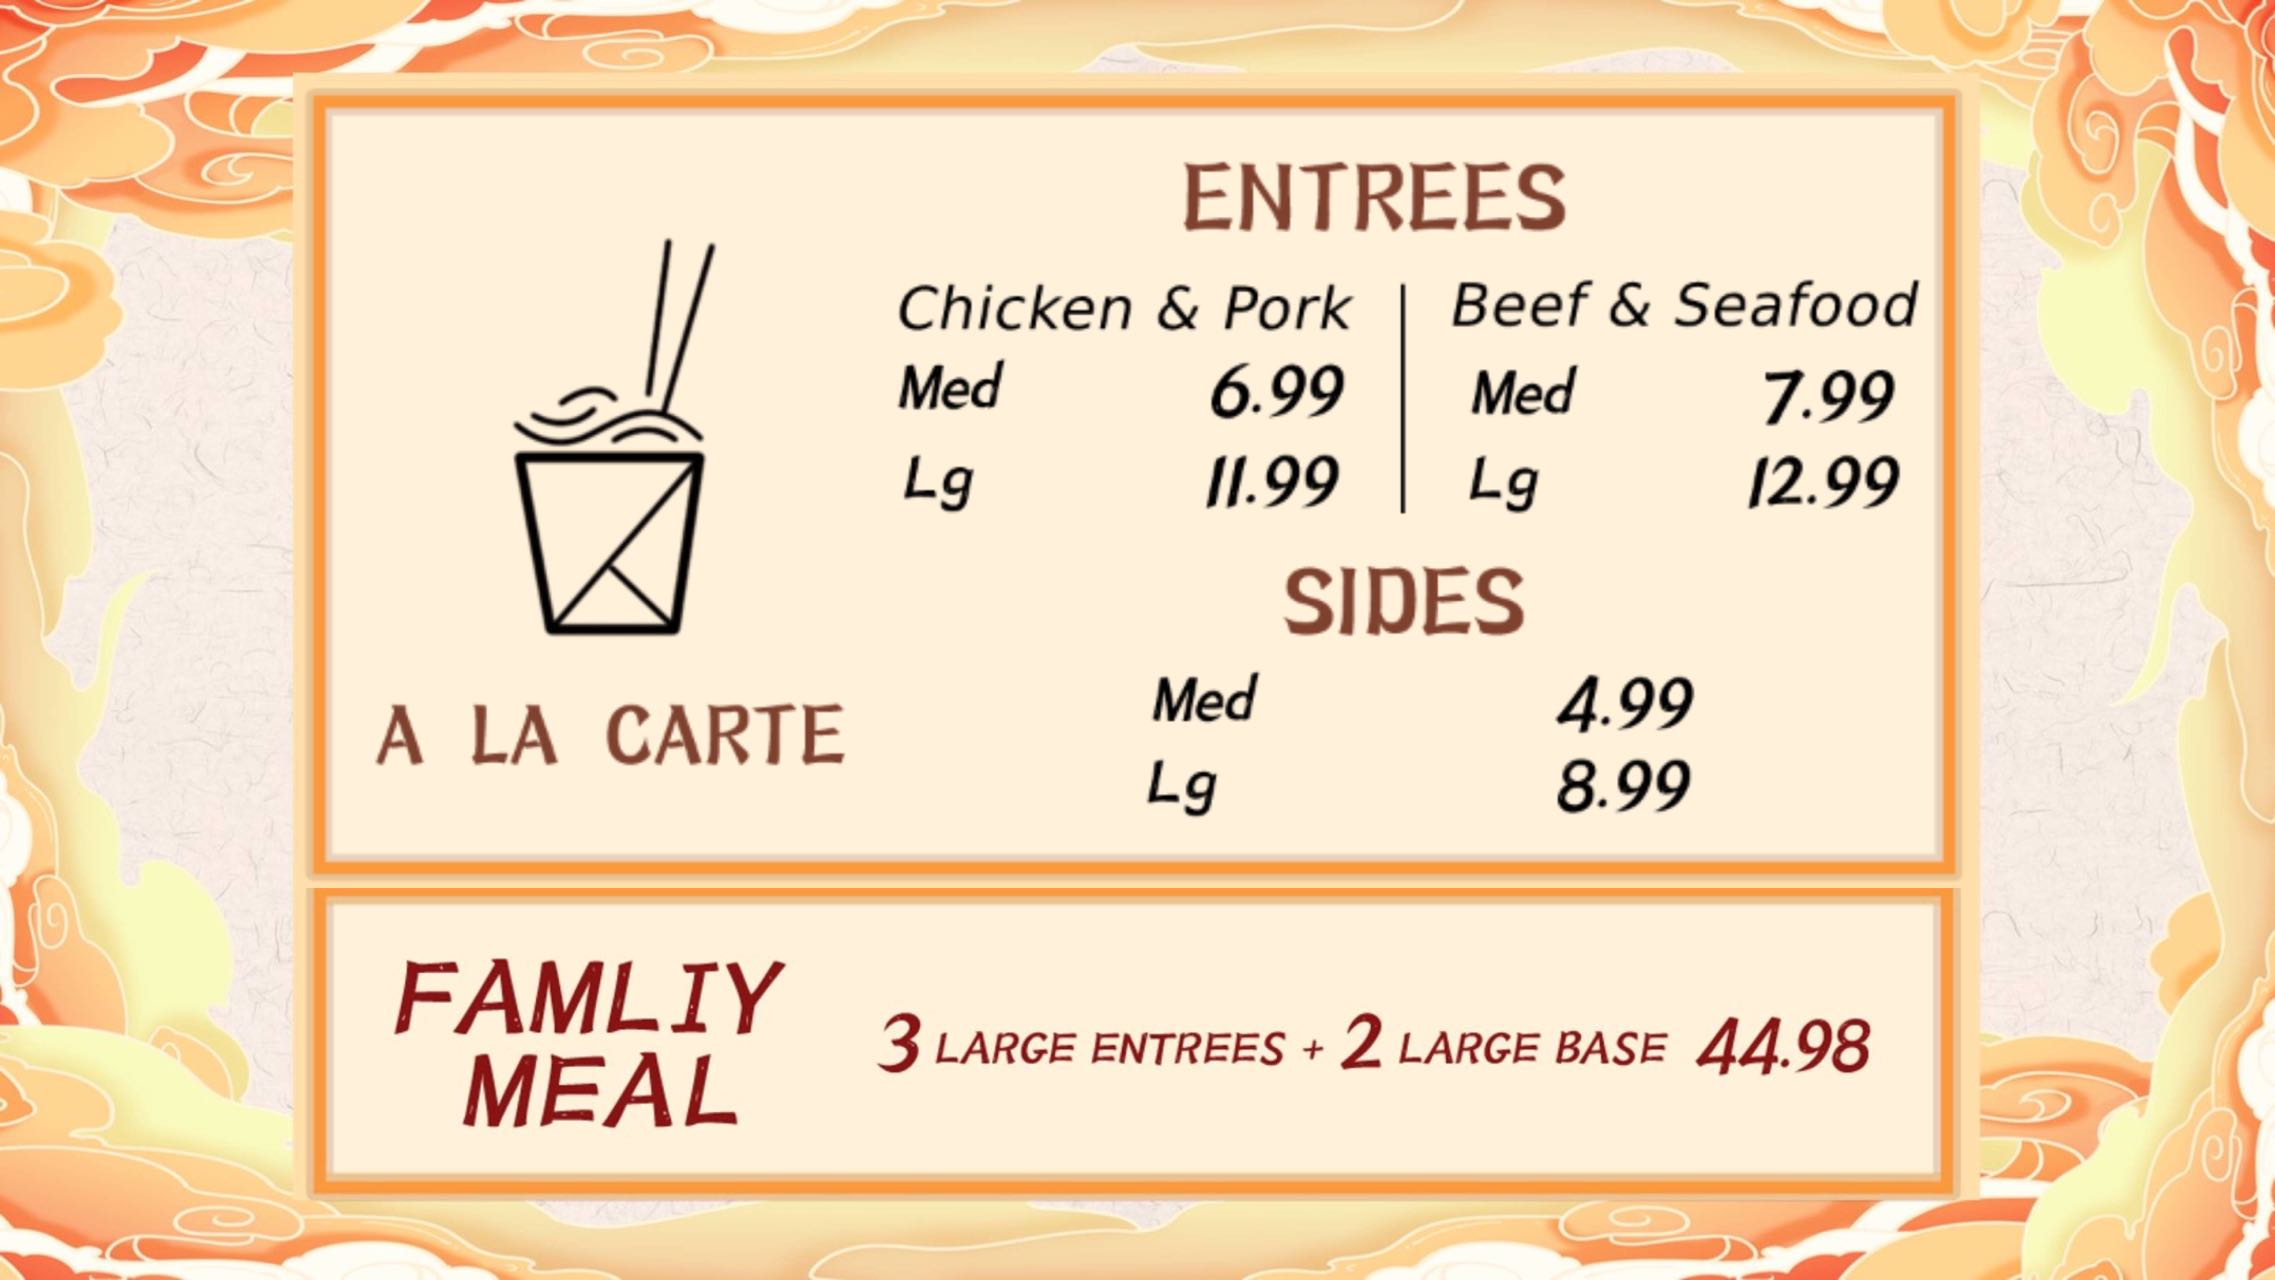 ENTREES
Chicken & Pork
Med 6.99
Lg 11.99
Beef & Seafood
Med 7.99
Lg 12.99
SIDES
Med 4.99
Lg 8.99
A LA CARTE
FAMLIY
MEAL
3 LARGE ENTREES + 2 LARGE BASE 44.98